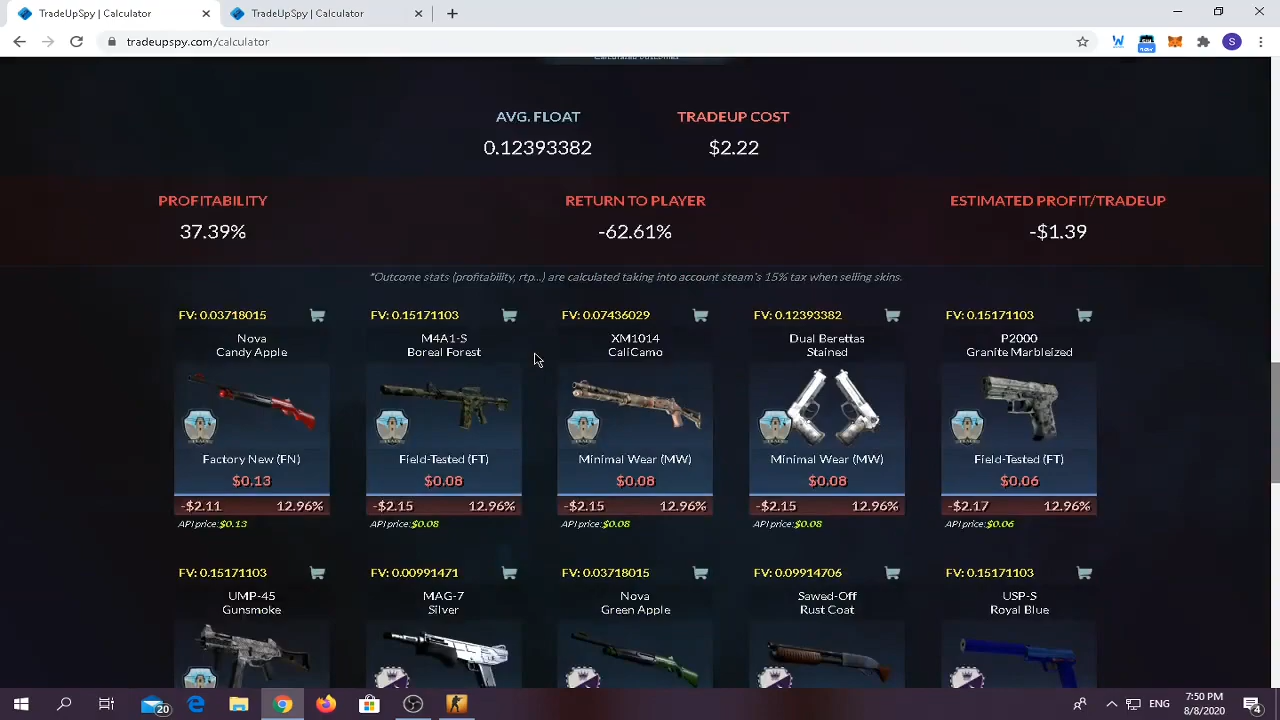 TradeUpSpy | Calculator
TradeUpSpy | Calculator
tradeupspy.com/calculator
S
AVG. FLOAT
TRADEUP COST
0.12393382
$2.22
PROFITABILITY
RETURN TO PLAYER
ESTIMATED PROFIT/TRADEUP
37.39%
-62.61%
-$1.39
*Outcome stats (profitability, rtp...) are calculated taking into account steam's 15% tax when selling skins.
FV: 0.03718015
FV: 0.15171103
FV: 0.07436029
FV: 0.12393382
FV: 0.15171103
Nova
Candy Apple
M4A1-S
Boreal Forest
XM1014
CaliCamo
Dual Berettas
Stained
P2000
Granite Marbleized
Factory New (FN)
Field-Tested (FT)
Minimal Wear (MW)
Minimal Wear (MW)
Field-Tested (FT)
$0.13
$0.08
$0.08
$0.08
$0.06
-$2.11 12.96%
-$2.15 12.96%
-$2.15 12.96%
-$2.15 12.96%
-$2.17 12.96%
API price:$0.13
API price:$0.08
API price:$0.08
API price:$0.08
API price:$0.06
FV: 0.15171103
FV: 0.00991471
FV: 0.03718015
FV: 0.09914706
FV: 0.15171103
UMP-45
Gunsmoke
MAG-7
Silver
Nova
Green Apple
Sawed-Off
Rust Coat
USP-S
Royal Blue
20
ENG
7:50 PM
8/8/2020
4